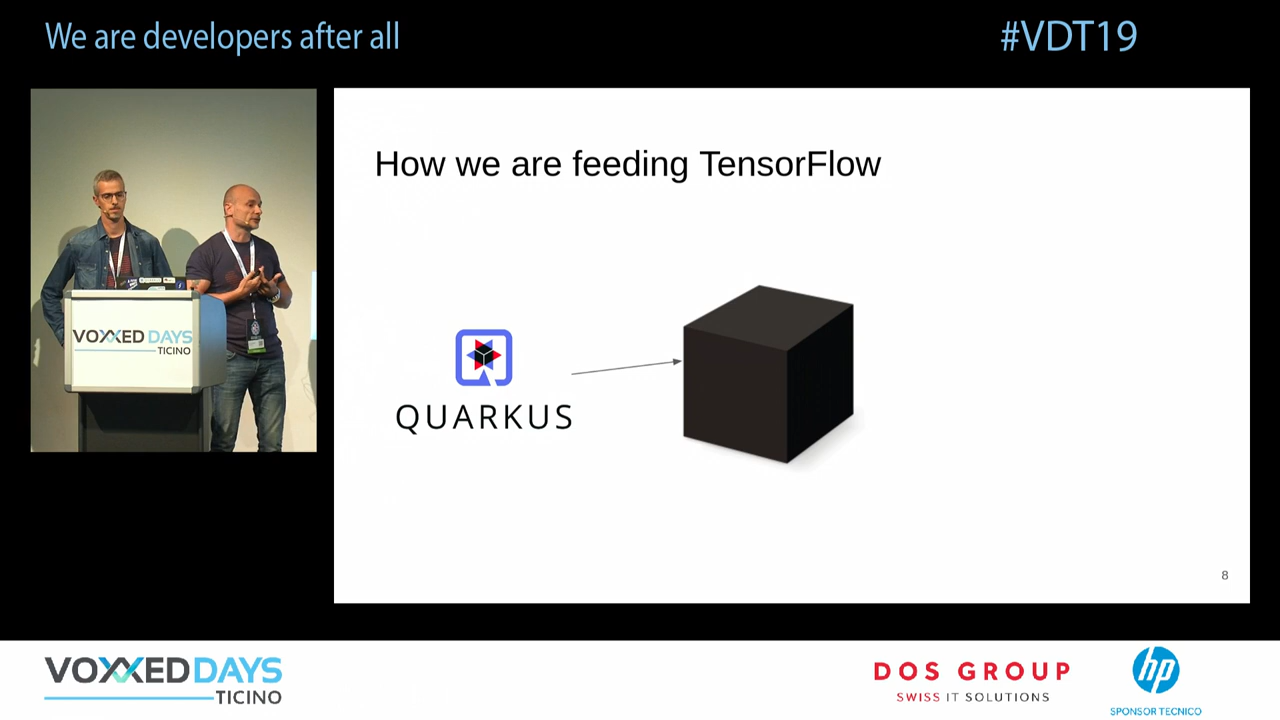 We are developers after all
#VDT19
VOXXED DAYS
TICINO
How we are feeding TensorFlow
QUARKUS
8
VOXXED DAYS
TICINO
DOS GROUP
SWISS IT SOLUTIONS
hp
SPONSOR TECNICO